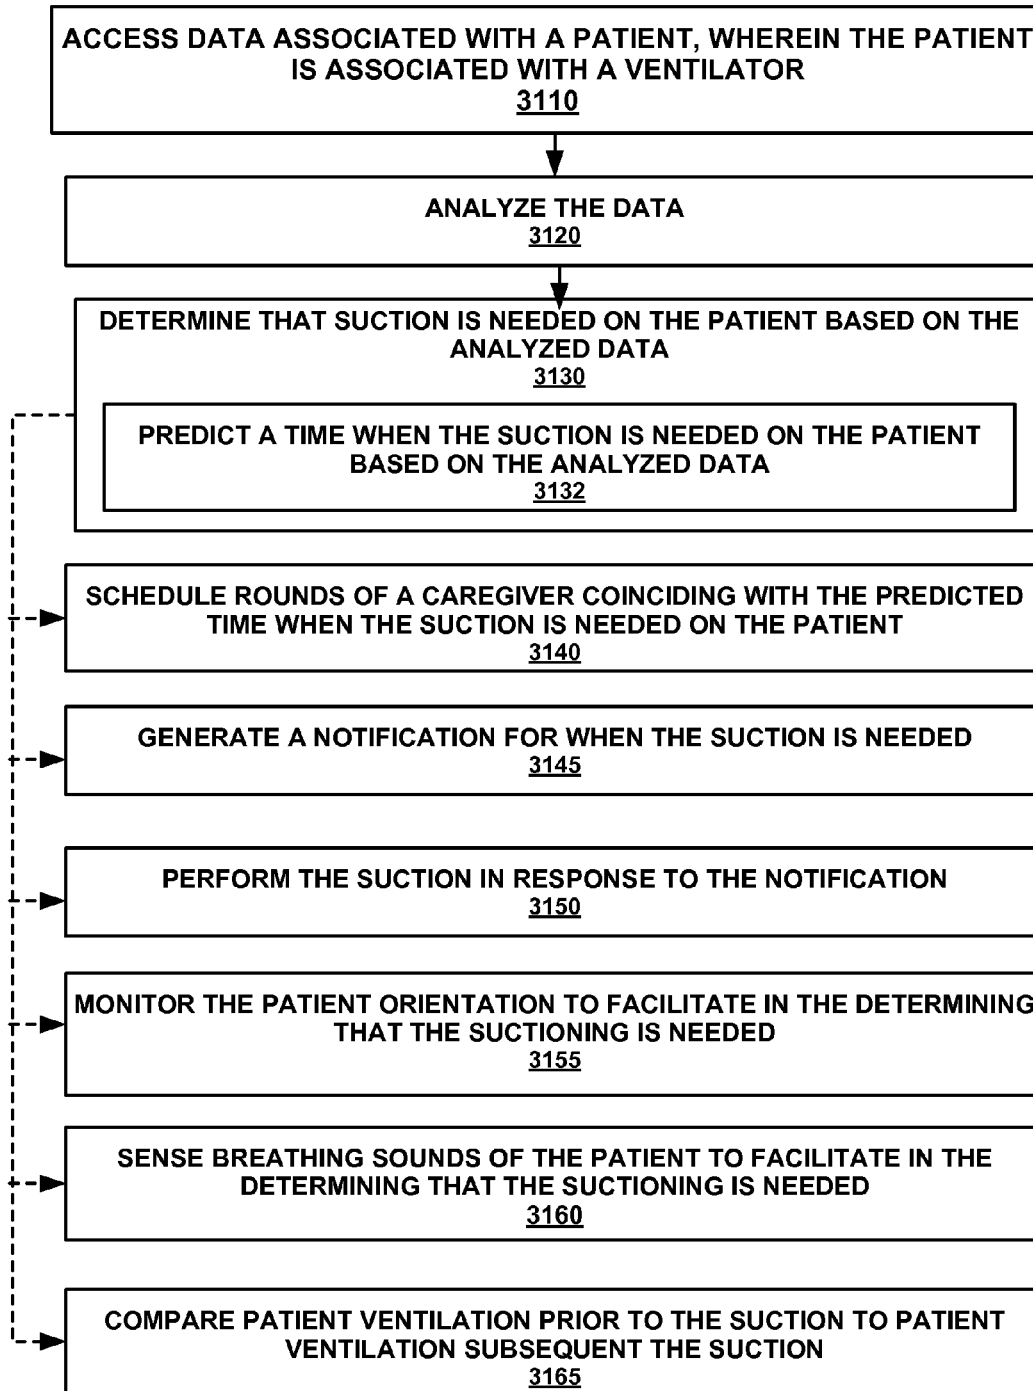 ACCESS DATA ASSOCIATED WITH A PATIENT, WHEREIN THE PATIENT
IS ASSOCIATED WITH A VENTILATOR
3110
ANALYZE THE DATA
3120
DETERMINE THAT SUCTION IS NEEDED ON THE PATIENT BASED ON THE
ANALYZED DATA
3130
PREDICT A TIME WHEN THE SUCTION IS NEEDED ON THE PATIENT
BASED ON THE ANALYZED DATA
3132
SCHEDULE ROUNDS OF A CAREGIVER COINCIDING WITH THE PREDICTED
TIME WHEN THE SUCTION IS NEEDED ON THE PATIENT
3140
GENERATE A NOTIFICATION FOR WHEN THE SUCTION IS NEEDED
3145
PERFORM THE SUCTION IN RESPONSE TO THE NOTIFICATION
3150
MONITOR THE PATIENT ORIENTATION TO FACILITATE IN THE DETERMINING
THAT THE SUCTIONING IS NEEDED
3155
SENSE BREATHING SOUNDS OF THE PATIENT TO FACILITATE IN THE
DETERMINING THAT THE SUCTIONING IS NEEDED
3160
COMPARE PATIENT VENTILATION PRIOR TO THE SUCTION TO PATIENT
VENTILATION SUBSEQUENT THE SUCTION
3165